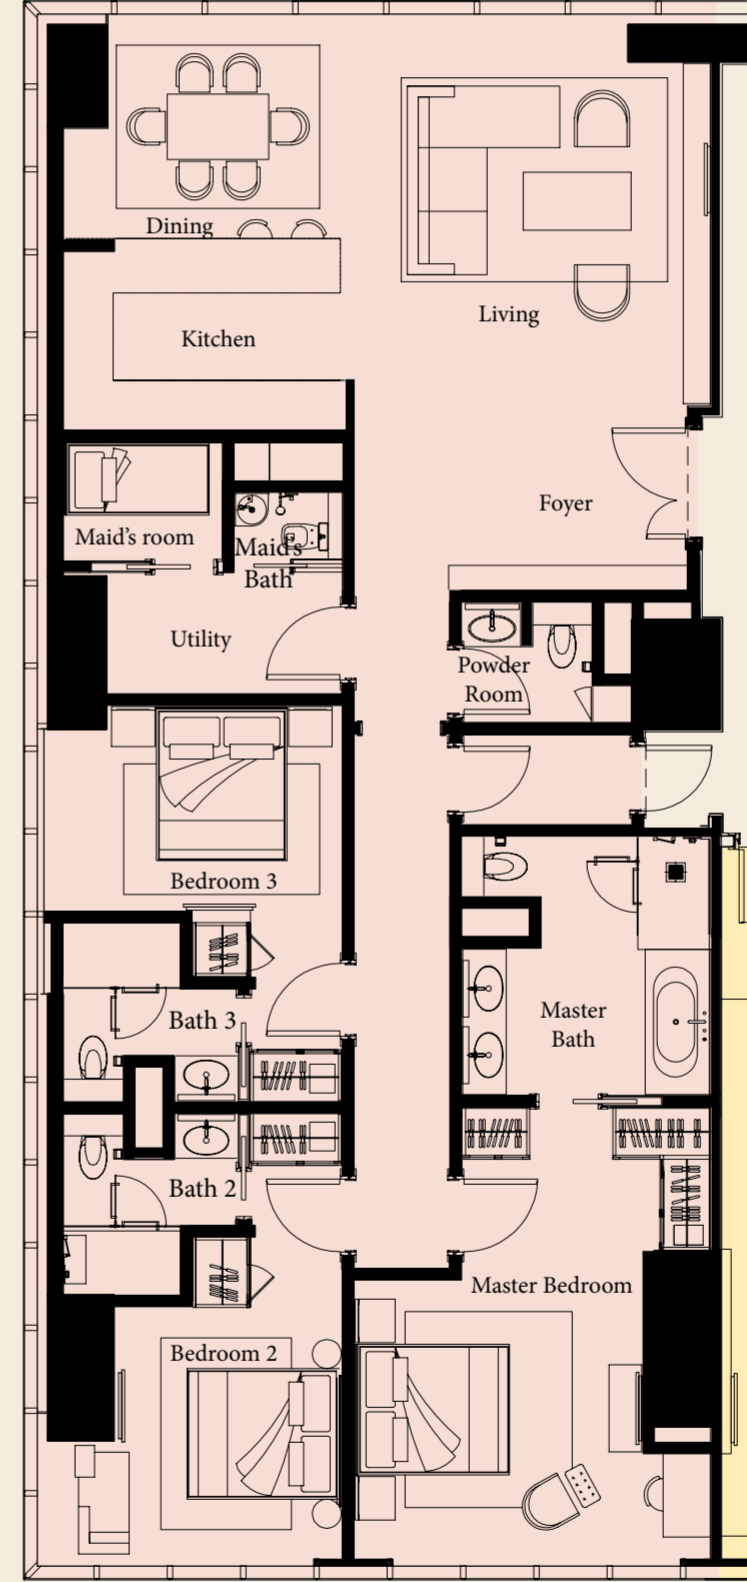 Dining
Living
Kitchen
Foyer
Maid's room
Maid's
Bath
Utility
Powder
Room
Bedroom 3
Bath 3
Master
Bath
Bath 2
Master Bedroom
Bedroom 2